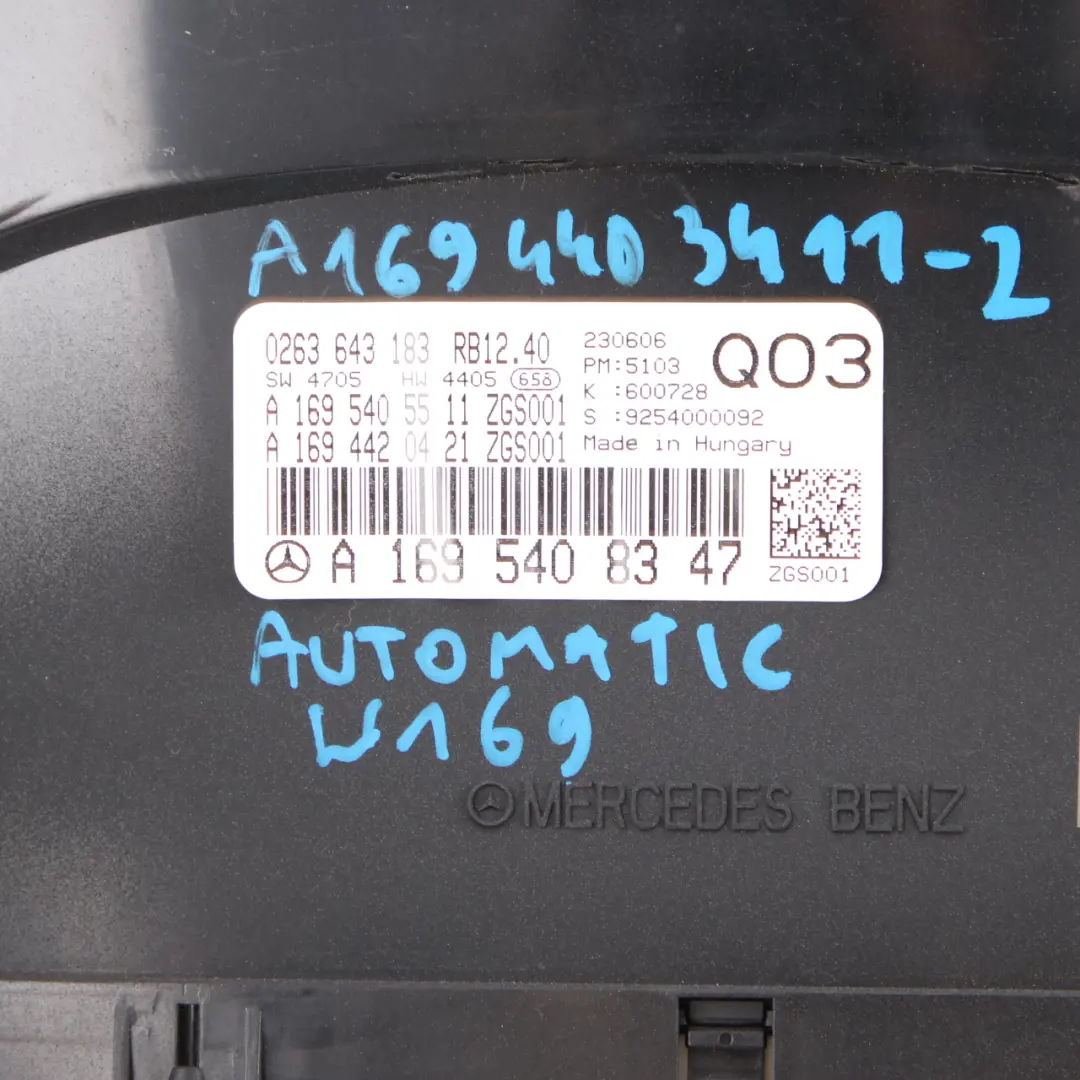 A169 440 3411-2
0263 643 183 RB12.40
SW 4705 HW 4405 658
A 169 540 55 11 ZGS001
A 169 442 04 21 ZGS001
230606
PM:5103
K :600728
S :9254000092
Made in Hungary
Q03
A 169 540 83 47
ZGS001
AUTOMATIC
W169
MERCEDES BENZ